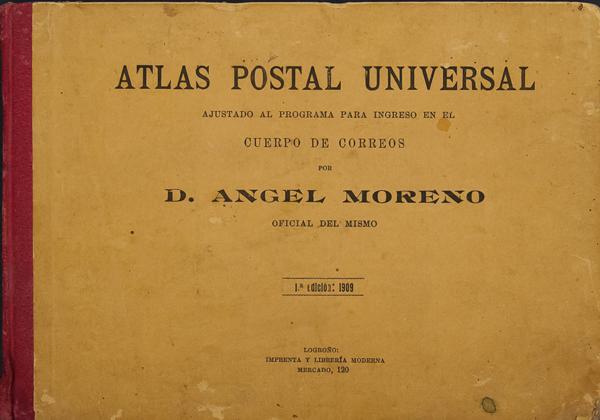 ATLAS POSTAL UNIVERSAL
AJUSTADO AL PROGRAMA PARA INGRESO EN EL
CUERPO DE CORREOS
POR
D. ANGEL MORENO
OFICIAL DEL MISMO
1.ª edición: 1909
LOGROÑO:
IMPRENTA Y LIBRERÍA MODERNA
MERCADO, 120